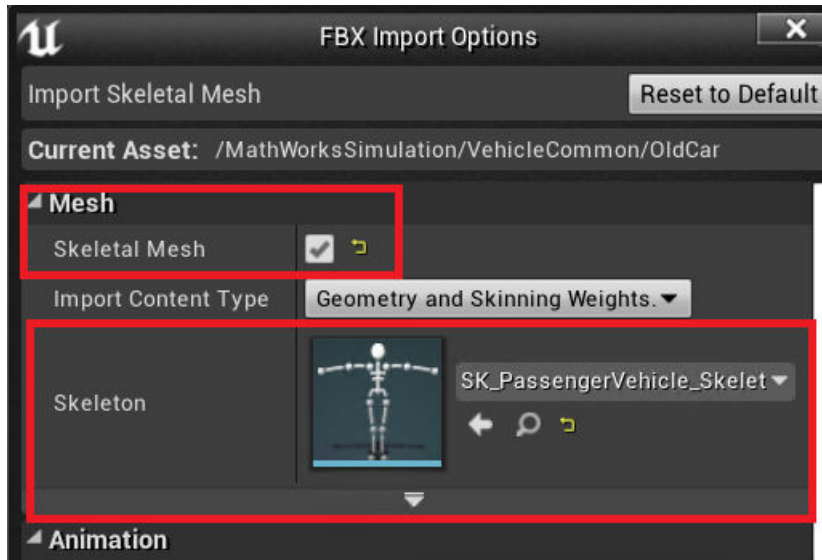 FBX Import Options
Import Skeletal Mesh
Reset to Default
Current Asset: /MathWorksSimulation/VehicleCommon/OldCar
Mesh
Skeletal Mesh
Import Content Type
Geometry and Skinning Weights.
Skeleton
SK_PassengerVehicle_Skelet
Animation